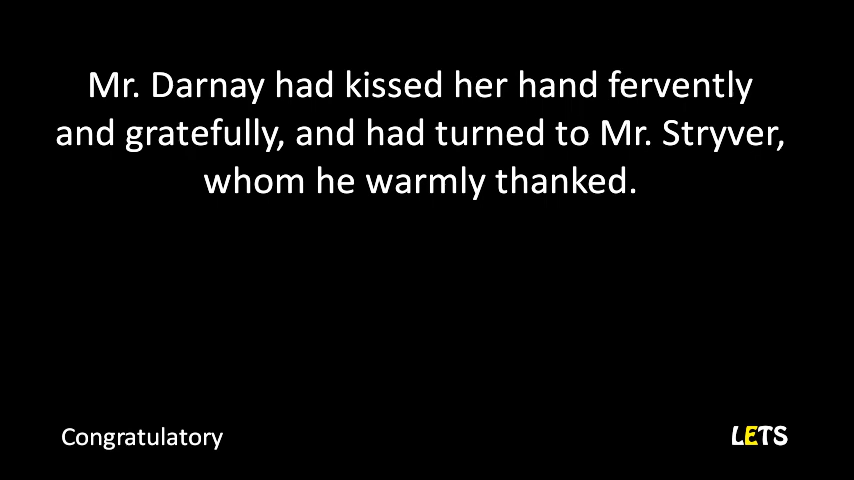 Mr. Darnay had kissed her hand fervently
and gratefully, and had turned to Mr. Stryver,
whom he warmly thanked.
Congratulatory
LETS